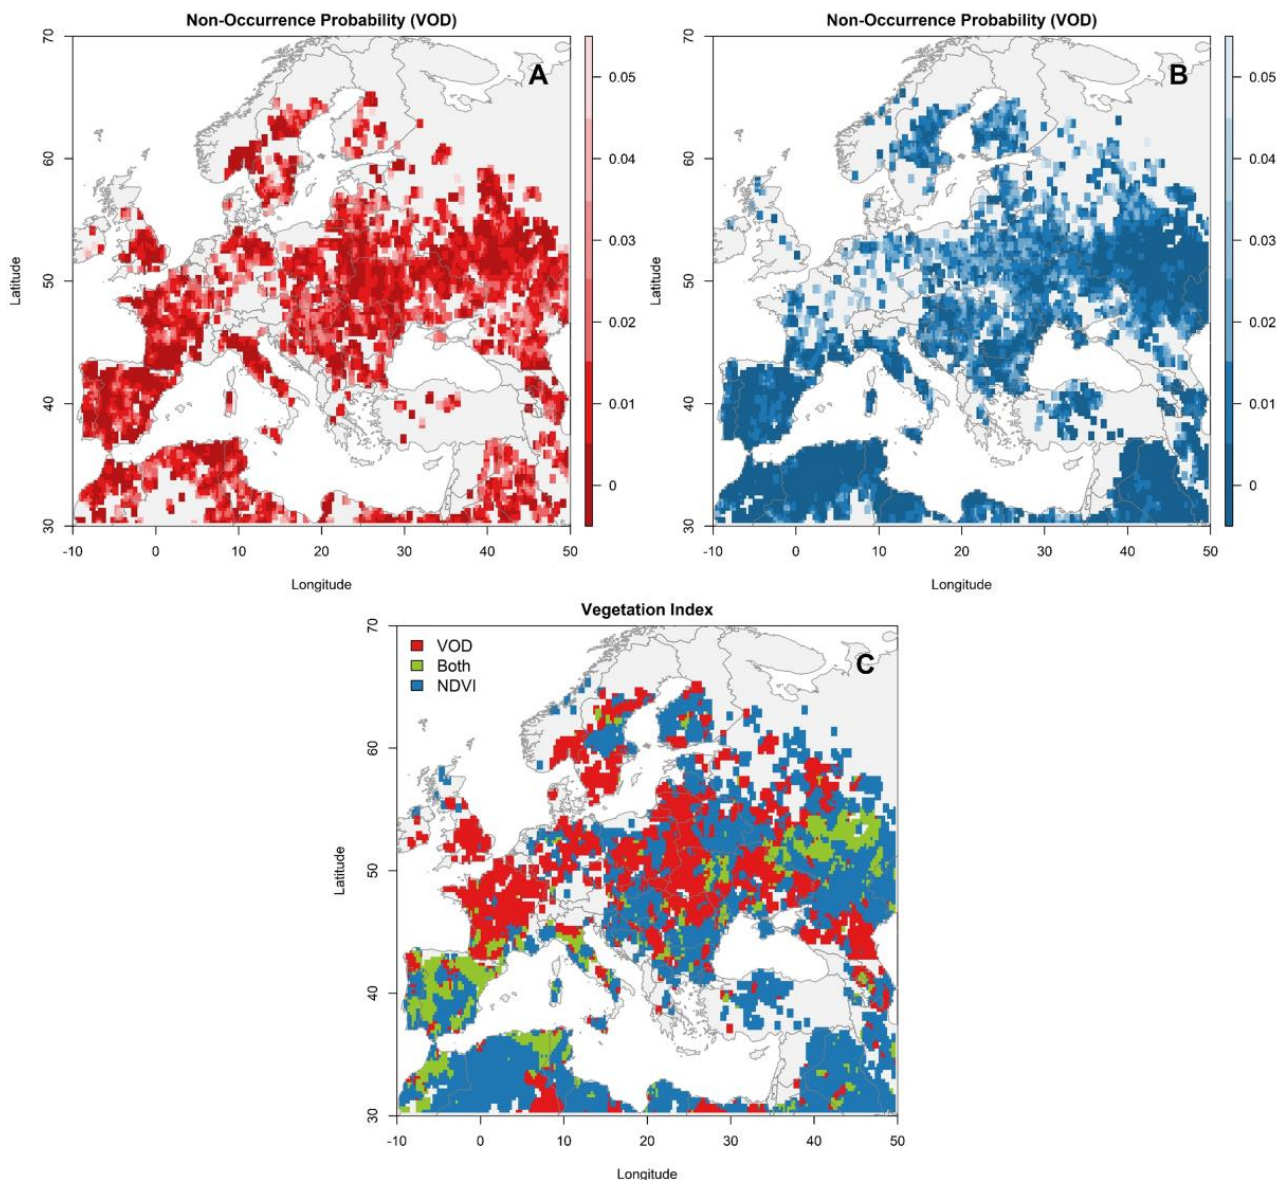 Non-Occurrence Probability (VOD)
A
70
60
50
40
30
Latitude
-10 0 10 20 30 40 50
Longitude
0.05
0.04
0.03
0.02
0.01
0
Non-Occurrence Probability (VOD)
B
70
60
50
40
30
Latitude
-10 0 10 20 30 40 50
Longitude
0.05
0.04
0.03
0.02
0.01
0
Vegetation Index
VOD
Both
NDVI
C
70
60
50
40
30
Latitude
-10 0 10 20 30 40 50
Longitude